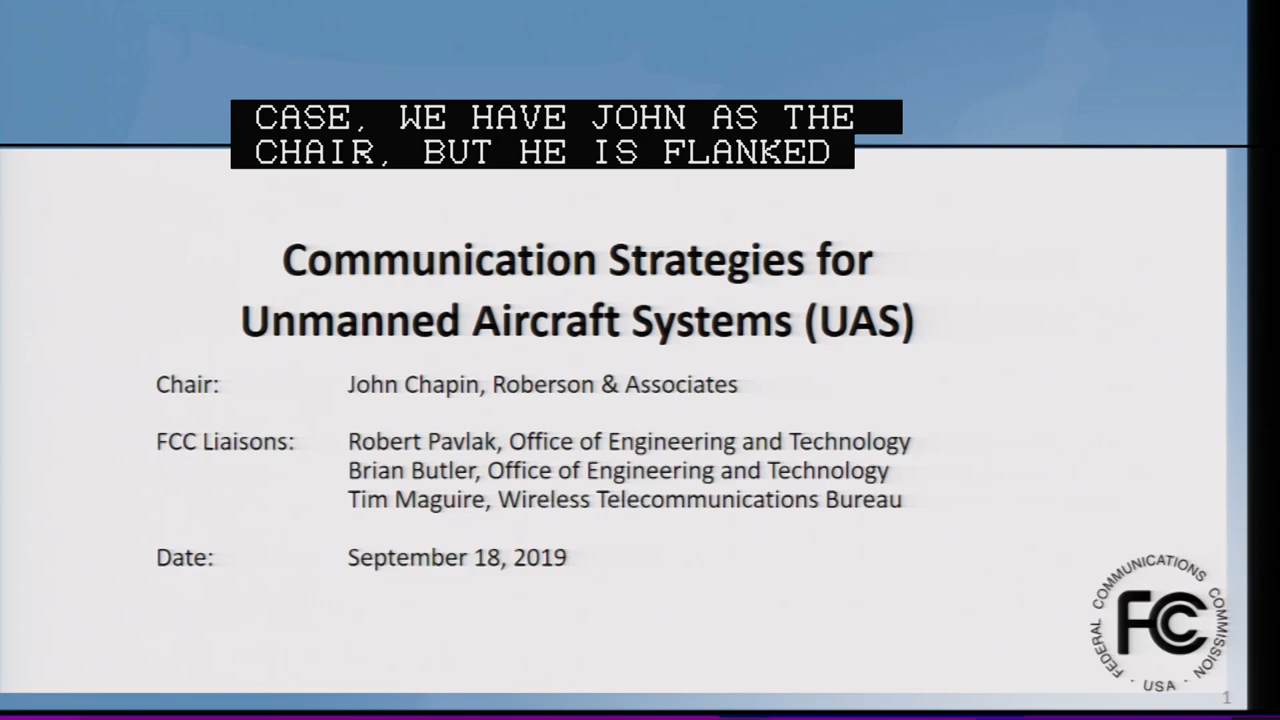 CASE, WE HAVE JOHN AS THE
CHAIR, BUT HE IS FLANKED
Communication Strategies for
Unmanned Aircraft Systems (UAS)
Chair: John Chapin, Roberson & Associates
FCC Liaisons: Robert Pavlak, Office of Engineering and Technology
Brian Butler, Office of Engineering and Technology
Tim Maguire, Wireless Telecommunications Bureau
Date: September 18, 2019
FEDERAL COMMUNICATIONS COMMISSION
FCC
· USA ·
1